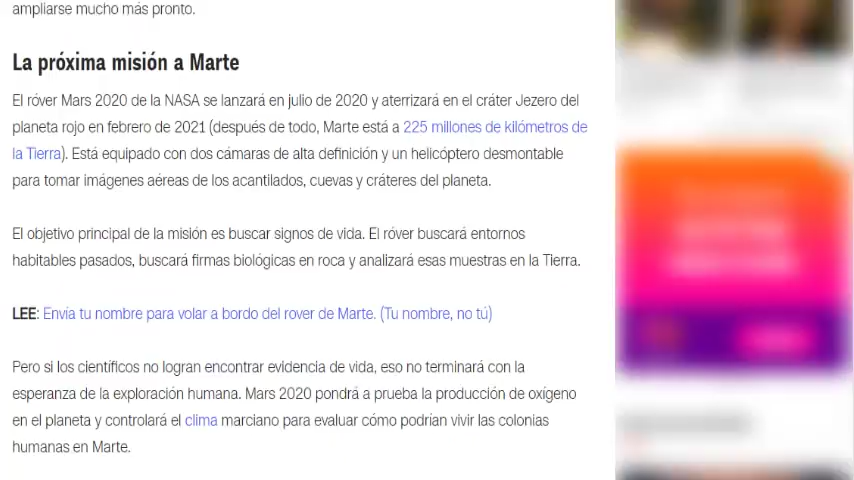 ampliarse mucho más pronto.
La próxima misión a Marte
El róver Mars 2020 de la NASA se lanzará en julio de 2020 y aterrizará en el cráter Jezero del
planeta rojo en febrero de 2021 (después de todo, Marte está a 225 millones de kilómetros de
la Tierra). Está equipado con dos cámaras de alta definición y un helicóptero desmontable
para tomar imágenes aéreas de los acantilados, cuevas y cráteres del planeta.
El objetivo principal de la misión es buscar signos de vida. El róver buscará entornos
habitables pasados, buscará firmas biológicas en roca y analizará esas muestras en la Tierra.
LEE: Envía tu nombre para volar a bordo del rover de Marte. (Tu nombre, no tú)
Pero si los científicos no logran encontrar evidencia de vida, eso no terminará con la
esperanza de la exploración humana. Mars 2020 pondrá a prueba la producción de oxígeno
en el planeta y controlará el clima marciano para evaluar cómo podrían vivir las colonias
humanas en Marte.